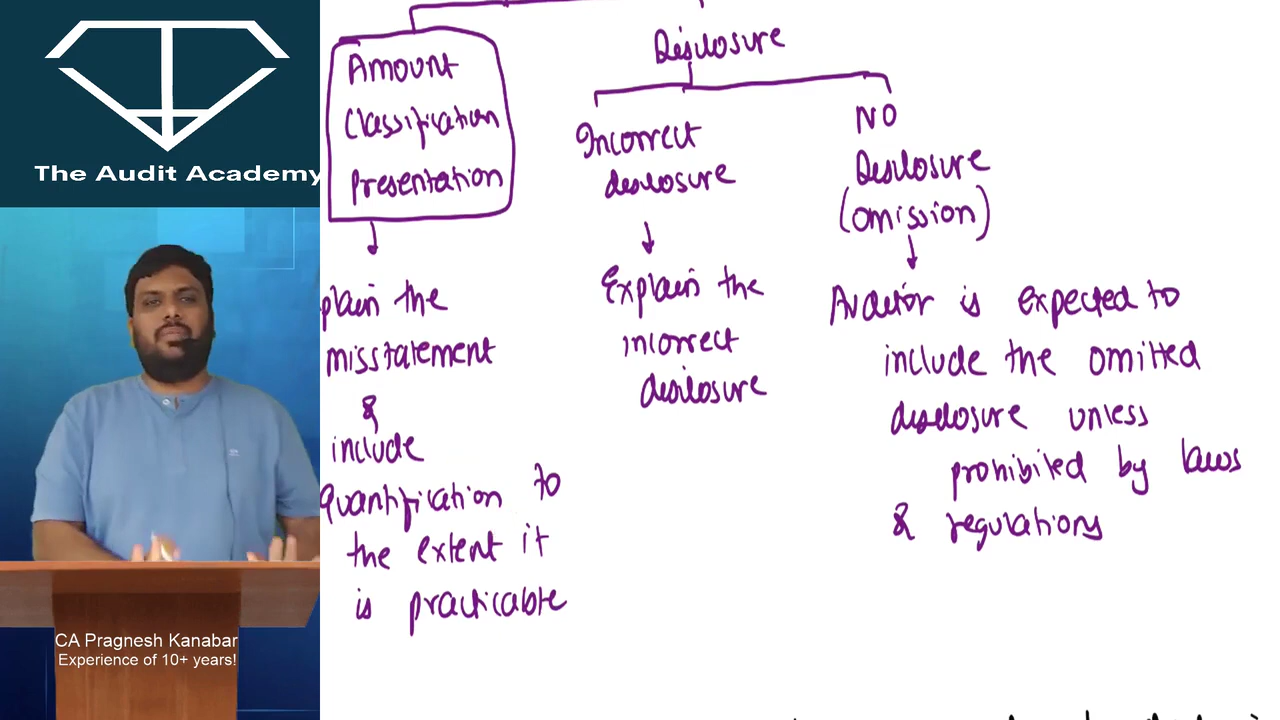 The Audit Academy
CA Pragnesh Kanabar
Experience of 10+ years!
Amount
Classification
Presentation
plain the
misstatement
&
include
quantification to
the extent it
is practicable
Disclosure
Incorrect
disclosure
Explain the
incorrect
disclosure
NO
Disclosure
(omission)
Auditor is expected to
include the omitted
disclosure unless
prohibited by laws
& regulations